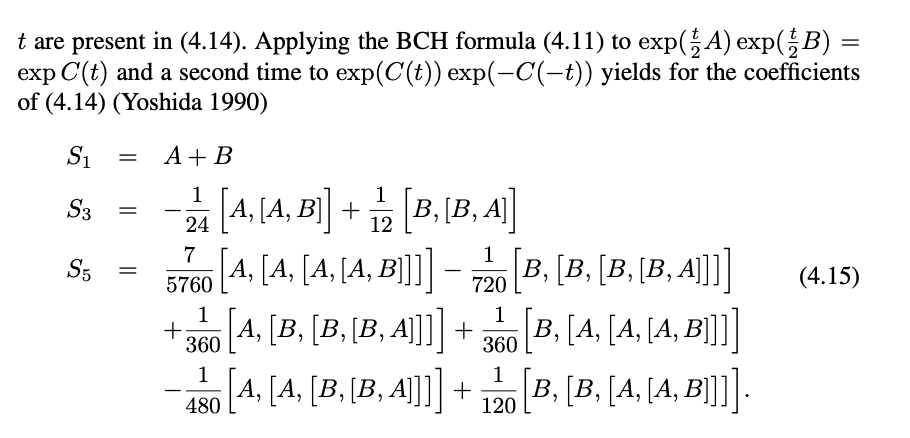 t are present in (4.14). Applying the BCH formula (4.11) to exp(t/2 A) exp(t/2 B) =
exp C(t) and a second time to exp(C(t)) exp(−C(−t)) yields for the coefficients
of (4.14) (Yoshida 1990)
S₁ = A + B
S₃ = −1/24 [A, [A, B]] + 1/12 [B, [B, A]]
S₅ = 7/5760 [A, [A, [A, [A, B]]]] − 1/720 [B, [B, [B, [B, A]]]] (4.15)
+1/360 [A, [B, [B, [B, A]]]] + 1/360 [B, [A, [A, [A, B]]]]
−1/480 [A, [A, [B, [B, A]]]] + 1/120 [B, [B, [A, [A, B]]]].